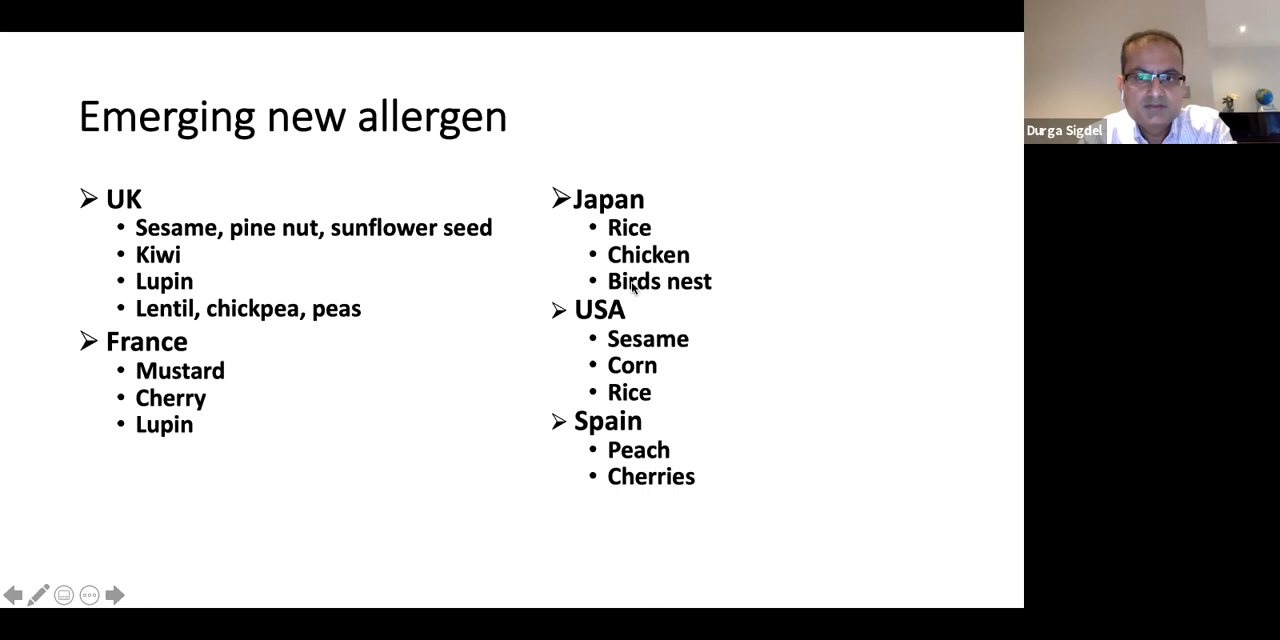 Emerging new allergen
UK
Sesame, pine nut, sunflower seed
Kiwi
Lupin
Lentil, chickpea, peas
France
Mustard
Cherry
Lupin
Japan
Rice
Chicken
Birds nest
USA
Sesame
Corn
Rice
Spain
Peach
Cherries
Durga Sigdel